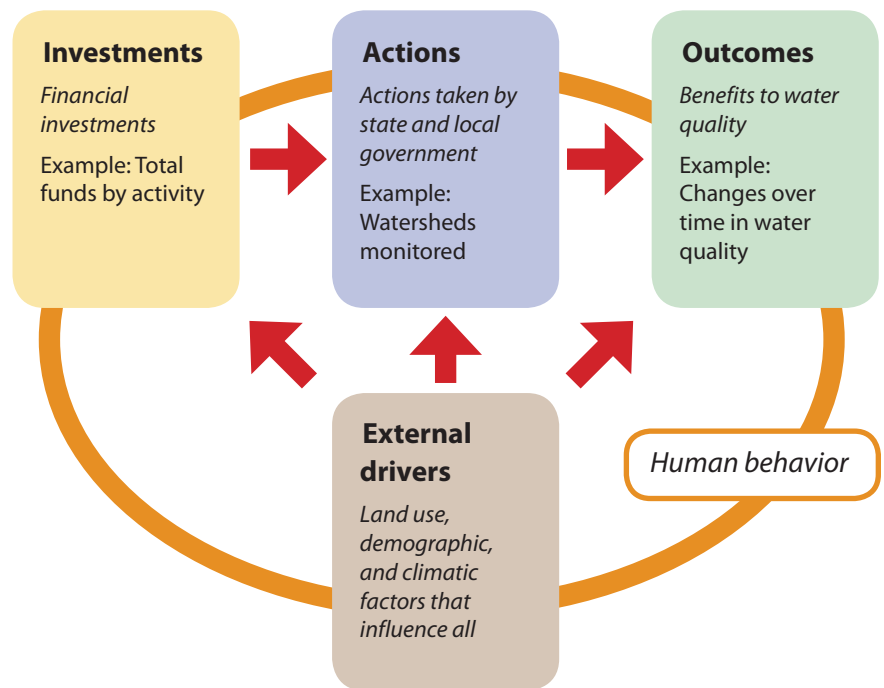 Investments
Financial
investments
Example: Total
funds by activity
Actions
Actions taken by
state and local
government
Example:
Watersheds
monitored
Outcomes
Benefits to water
quality
Example:
Changes over
time in water
quality
External
drivers
Land use,
demographic,
and climatic
factors that
influence all
Human behavior